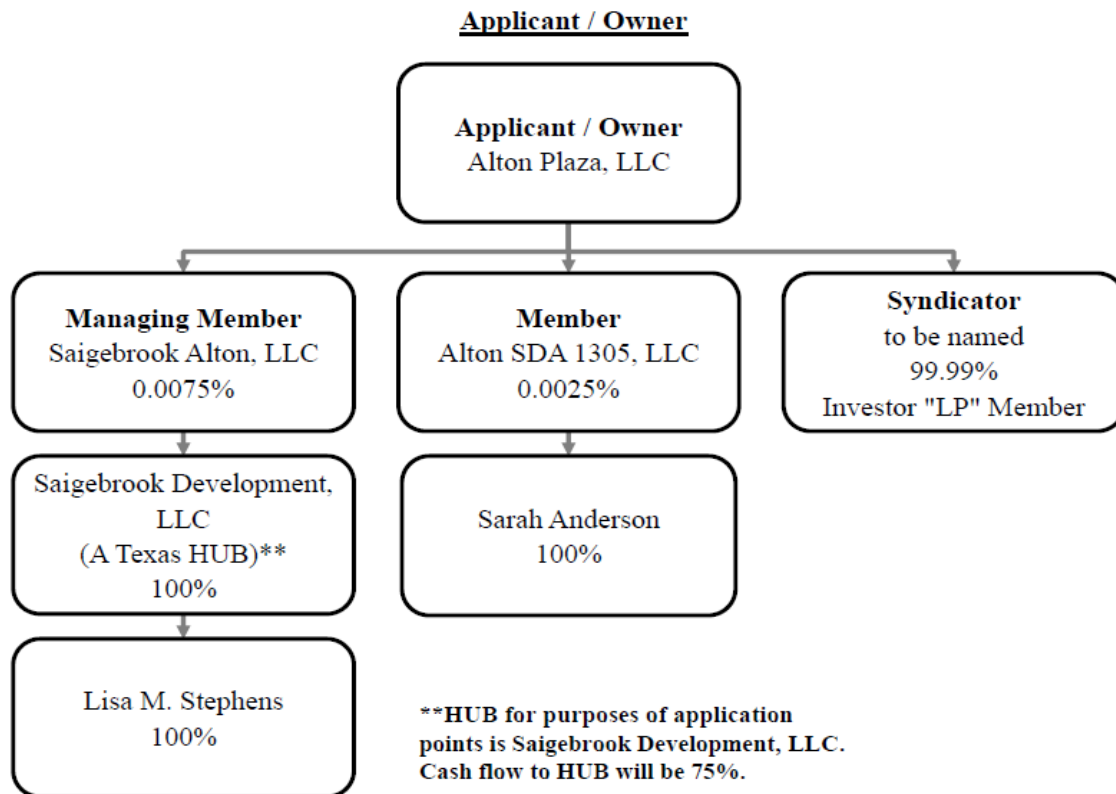 Applicant / Owner
Applicant / Owner
Alton Plaza, LLC
Managing Member
Saigebrook Alton, LLC
0.0075%
Member
Alton SDA 1305, LLC
0.0025%
Syndicator
to be named
99.99%
Investor "LP" Member
Saigebrook Development,
LLC
(A Texas HUB)**
100%
Sarah Anderson
100%
Lisa M. Stephens
100%
**HUB for purposes of application
points is Saigebrook Development, LLC.
Cash flow to HUB will be 75%.